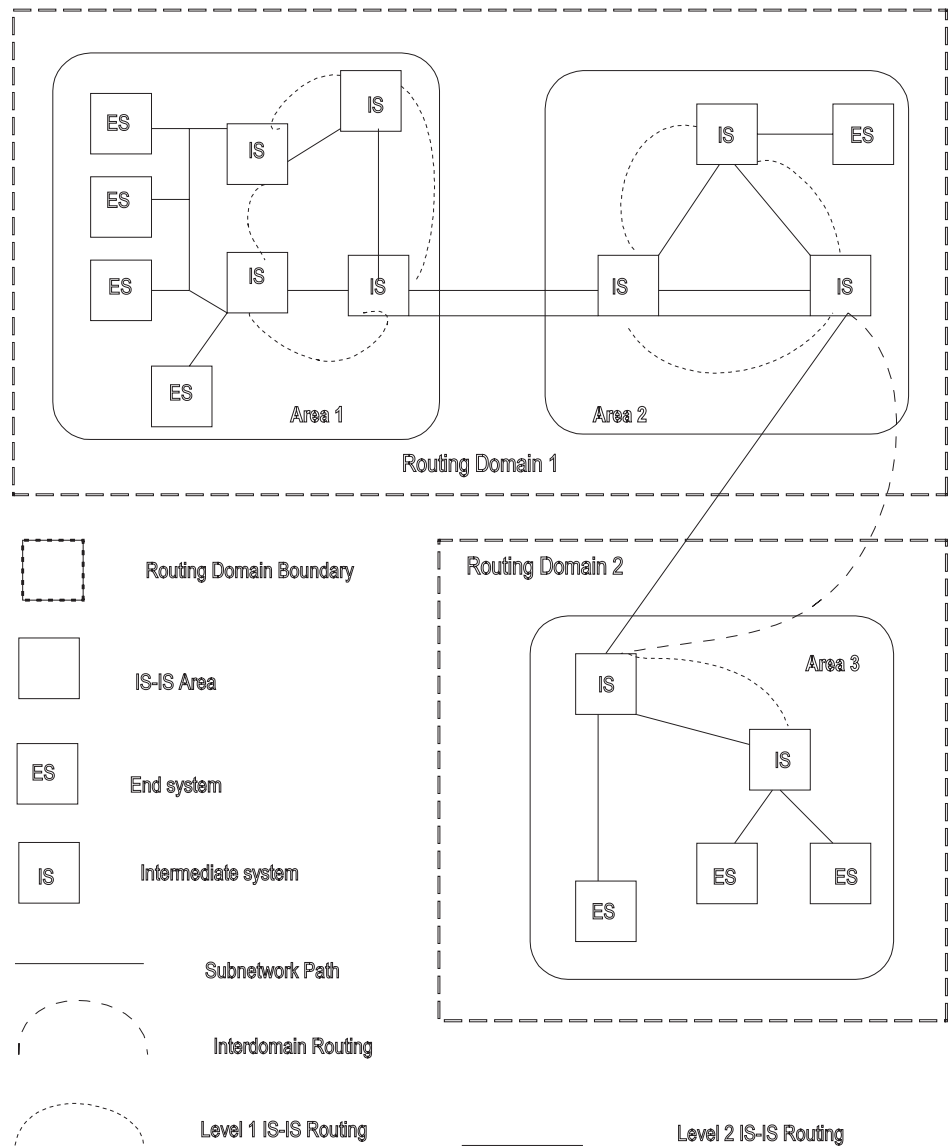 IS
ES
IS
IS
ES
ES
IS
ES
IS
IS
IS
ES
Area 1
Area 2
Routing Domain 1
Routing Domain Boundary
Routing Domain 2
IS-IS Area
Area 3
IS
ES
End system
IS
IS
Intermediate system
ES
ES
ES
Subnetwork Path
Interdomain Routing
Level 1 IS-IS Routing
Level 2 IS-IS Routing